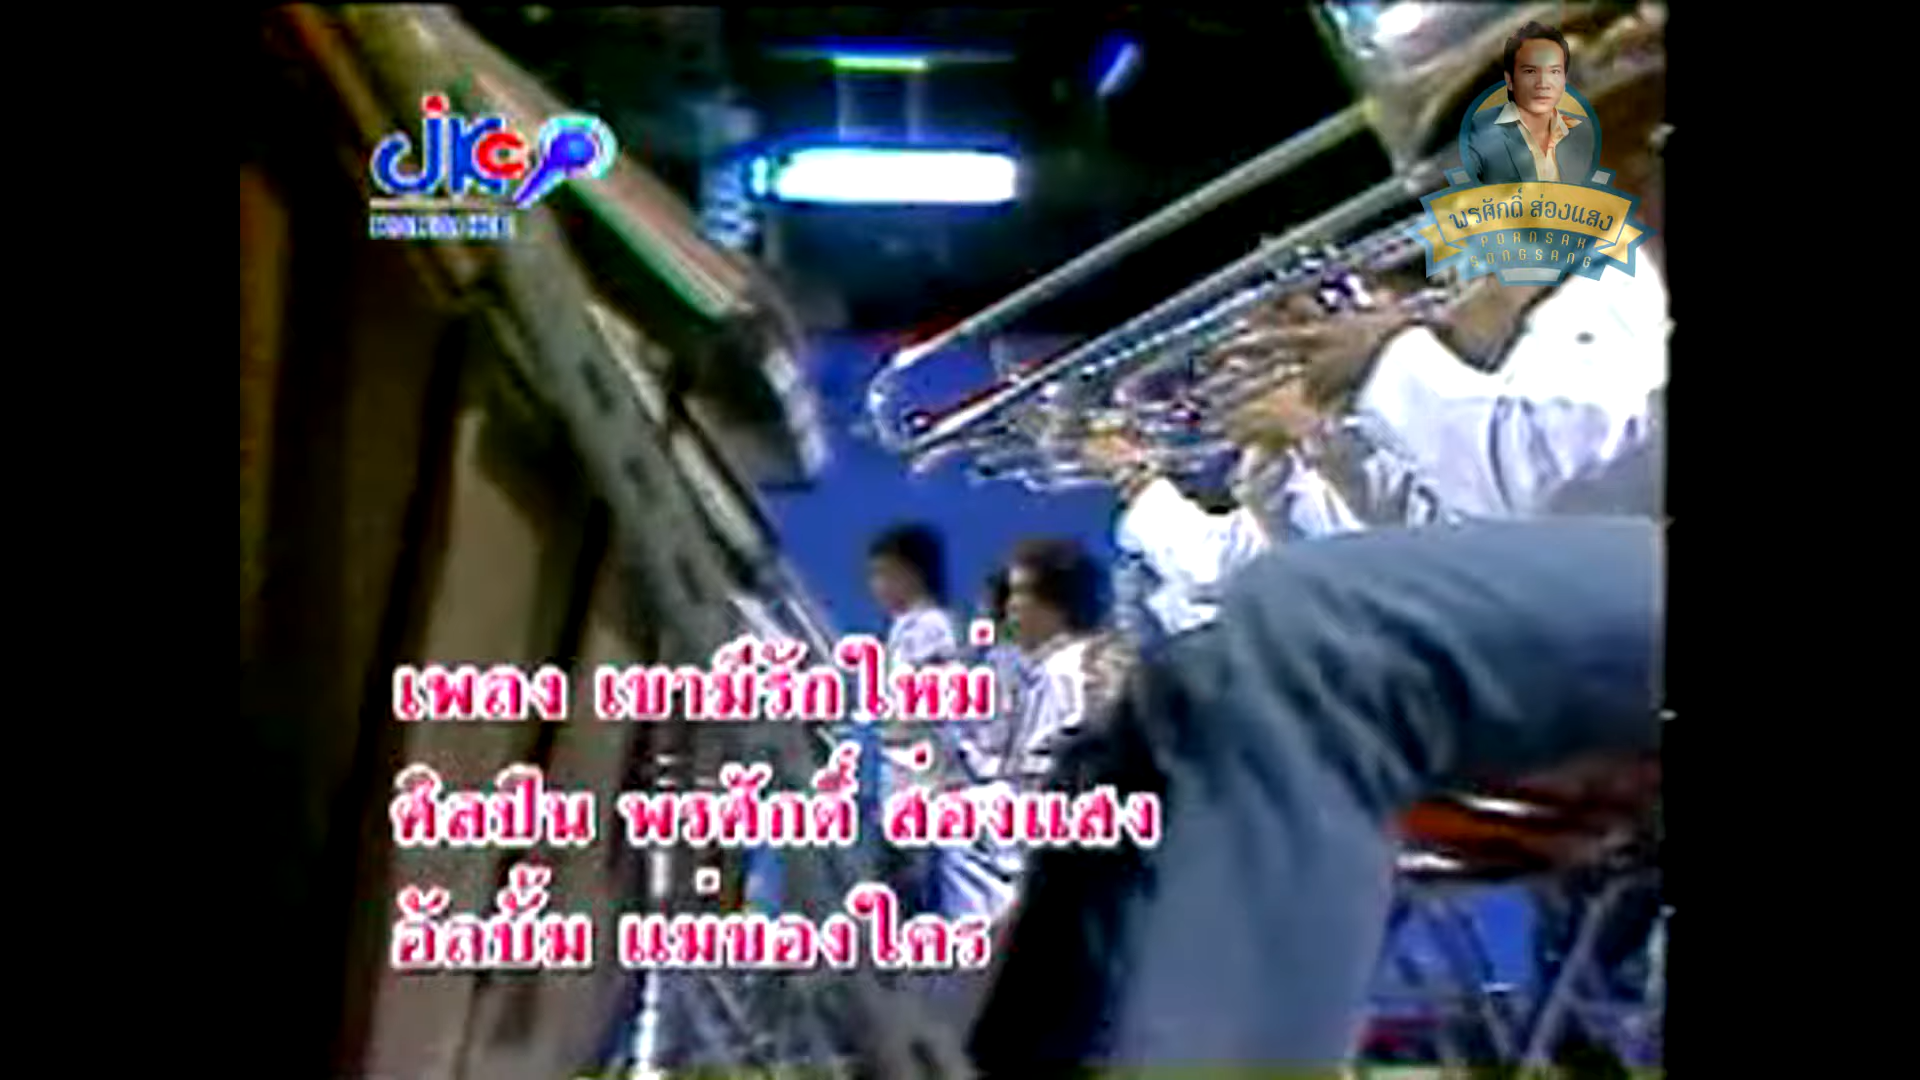 JKC
พรศักดิ์ ส่องแสง
PORNSAK
SONGSANG
เพลง เขามีรักใหม่
ศิลปิน พรศักดิ์ ส่องแสง
อัลบั้ม แม่ของใคร